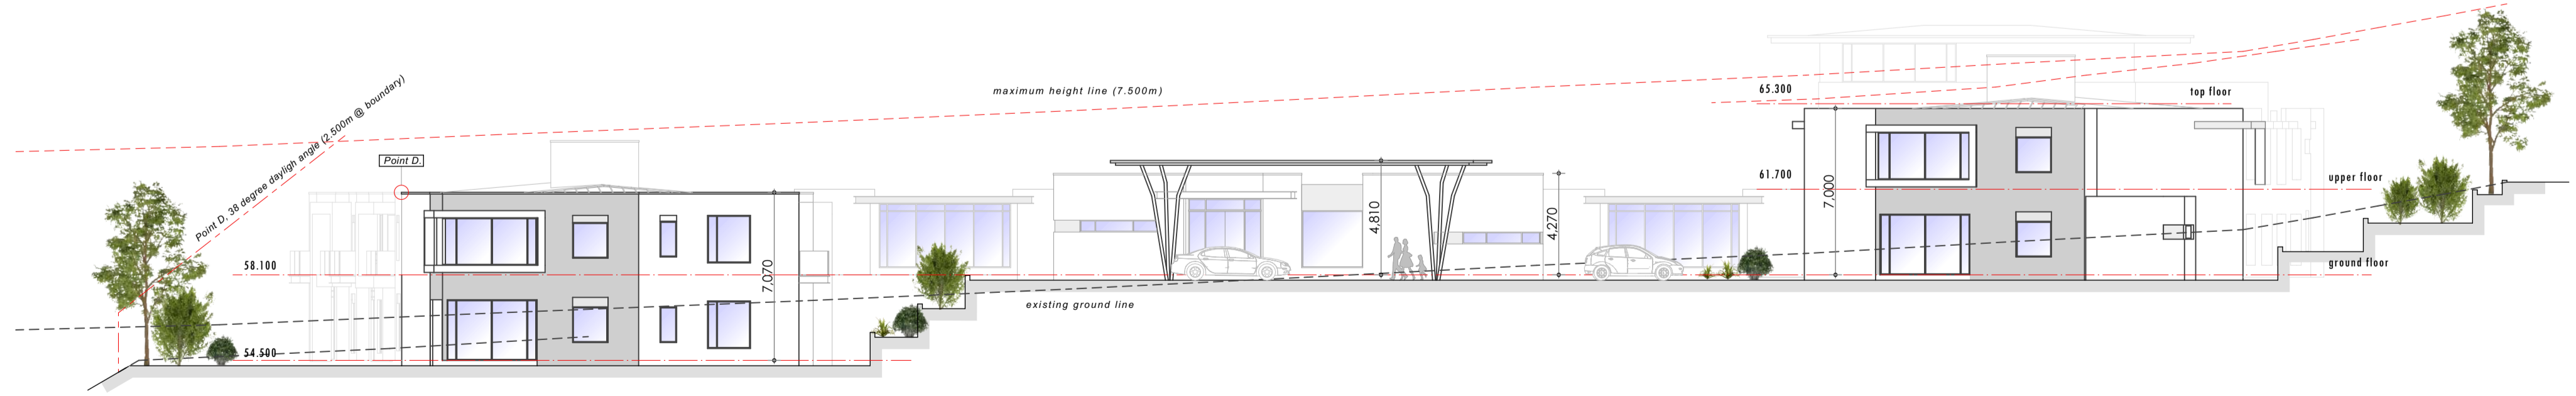 Point D, 38 degree dayligh angle (2.500m @ boundary)
Point D.
58.100
54.500
7,070
maximum height line (7.500m)
existing ground line
4,810
4,270
65.300
61.700
7,000
top floor
upper floor
ground floor